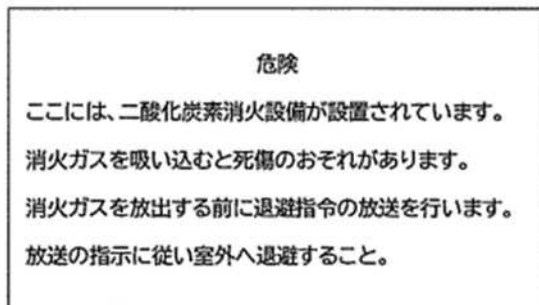 危険
ここには、二酸化炭素消火設備が設置されています。
消火ガスを吸い込むと死傷のおそれがあります。
消火ガスを放出する前に退避指令の放送を行います。
放送の指示に従い室外へ退避すること。